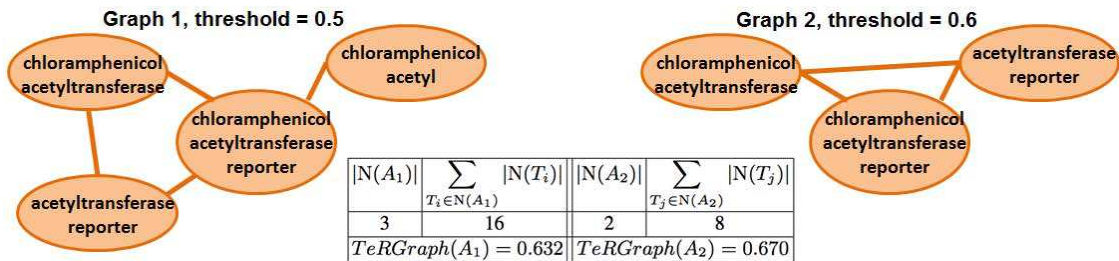 Graph 1, threshold = 0.5
chloramphenicol
acetyltransferase
chloramphenicol
acetyl
chloramphenicol
acetyltransferase
reporter
acetyltransferase
reporter
Graph 2, threshold = 0.6
chloramphenicol
acetyltransferase
acetyltransferase
reporter
chloramphenicol
acetyltransferase
reporter
|N(A₁)| ∑ |N(Tᵢ)| |N(A₂)| ∑ |N(Tⱼ)|
Tᵢ∈N(A₁) Tⱼ∈N(A₂)
3 16 2 8
TeRGraph(A₁) = 0.632 TeRGraph(A₂) = 0.670